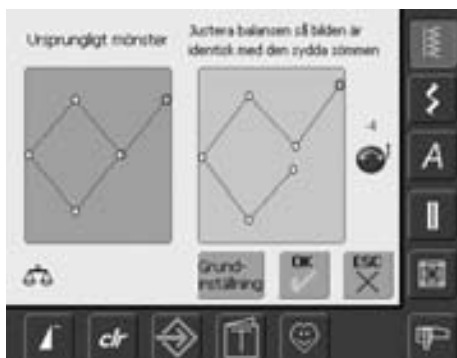 Ursprungligt mönster
Justera balansen så bilden är
identisk med den sydda sömmen
-4
Grund-
inställning
OK
ESC
A
clr